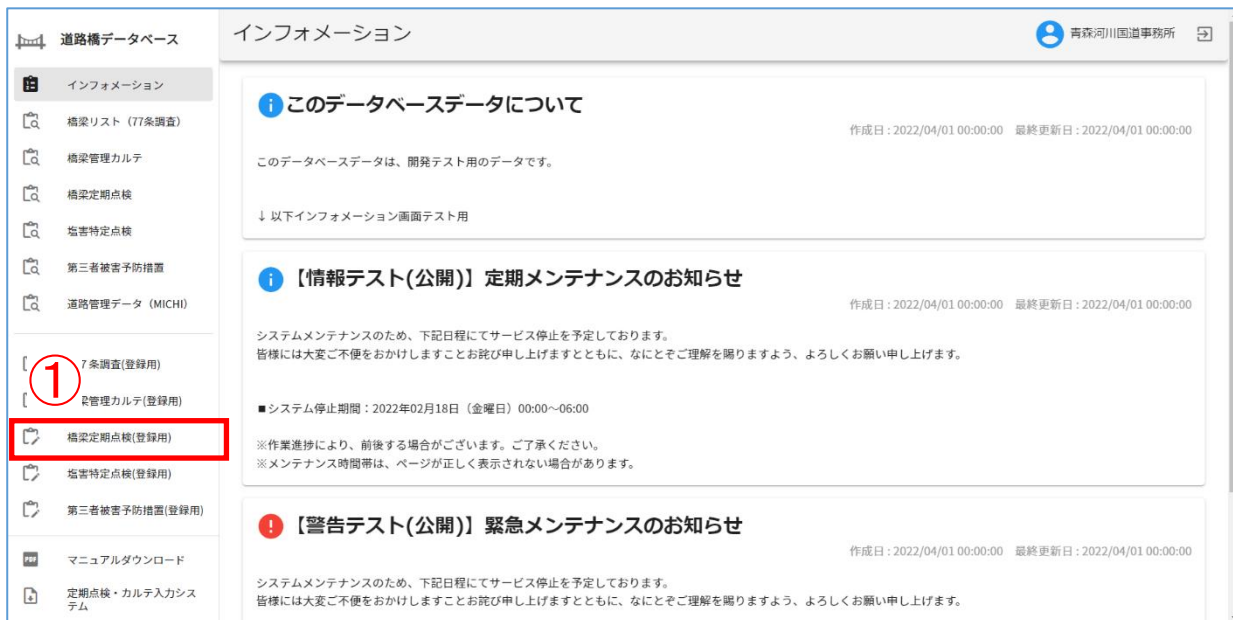 道路橋データベース
インフォメーション
橋梁リスト（77条調査）
橋梁管理カルテ
橋梁定期点検
塩害特定点検
第三者被害予防措置
道路管理データ（MICHI）
7条調査(登録用)
管理カルテ(登録用)
①
橋梁定期点検(登録用)
塩害特定点検(登録用)
第三者被害予防措置(登録用)
PDF
マニュアルダウンロード
定期点検・カルテ入力シス
テム
インフォメーション
青森河川国道事務所
このデータベースデータについて
作成日 : 2022/04/01 00:00:00 最終更新日 : 2022/04/01 00:00:00
このデータベースデータは、開発テスト用のデータです。
↓ 以下インフォメーション画面テスト用
【情報テスト(公開)】定期メンテナンスのお知らせ
作成日 : 2022/04/01 00:00:00 最終更新日 : 2022/04/01 00:00:00
システムメンテナンスのため、下記日程にてサービス停止を予定しております。
皆様には大変ご不便をおかけしますことお詫び申し上げますとともに、なにとぞご理解を賜りますよう、よろしくお願い申し上げます。
■システム停止期間：2022年02月18日（金曜日）00:00～06:00
※作業進捗により、前後する場合がございます。ご了承ください。
※メンテナンス時間帯は、ページが正しく表示されない場合があります。
【警告テスト(公開)】緊急メンテナンスのお知らせ
作成日 : 2022/04/01 00:00:00 最終更新日 : 2022/04/01 00:00:00
システムメンテナンスのため、下記日程にてサービス停止を予定しております。
皆様には大変ご不便をおかけしますことお詫び申し上げますとともに、なにとぞご理解を賜りますよう、よろしくお願い申し上げます。